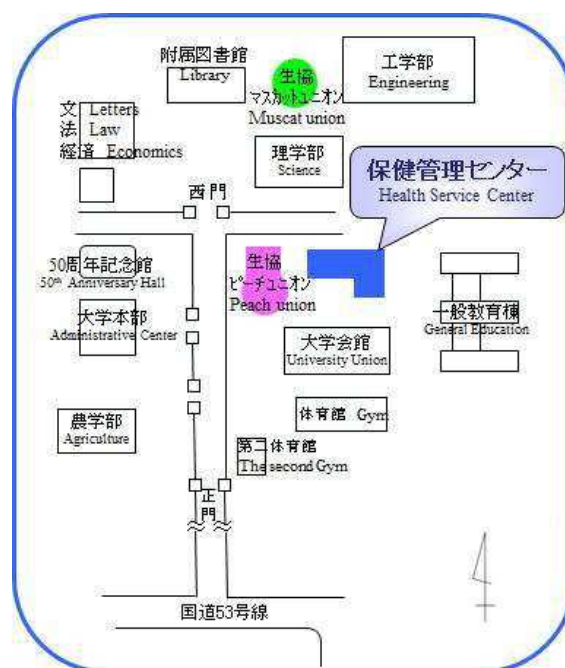 附属図書館
Library
生協
マスカットユニオン
Muscat union
工学部
Engineering
文 Letters
法 Law
経済 Economics
理学部
Science
保健管理センター
Health Service Center
西門
50周年記念館
50th Anniversary Hall
生協
ピーチュニオン
Peach union
大学本部
Administrative Center
一般教育棟
General Education
大学会館
University Union
体育館 Gym
農学部
Agriculture
第二体育館
The second Gym
正門
国道53号線